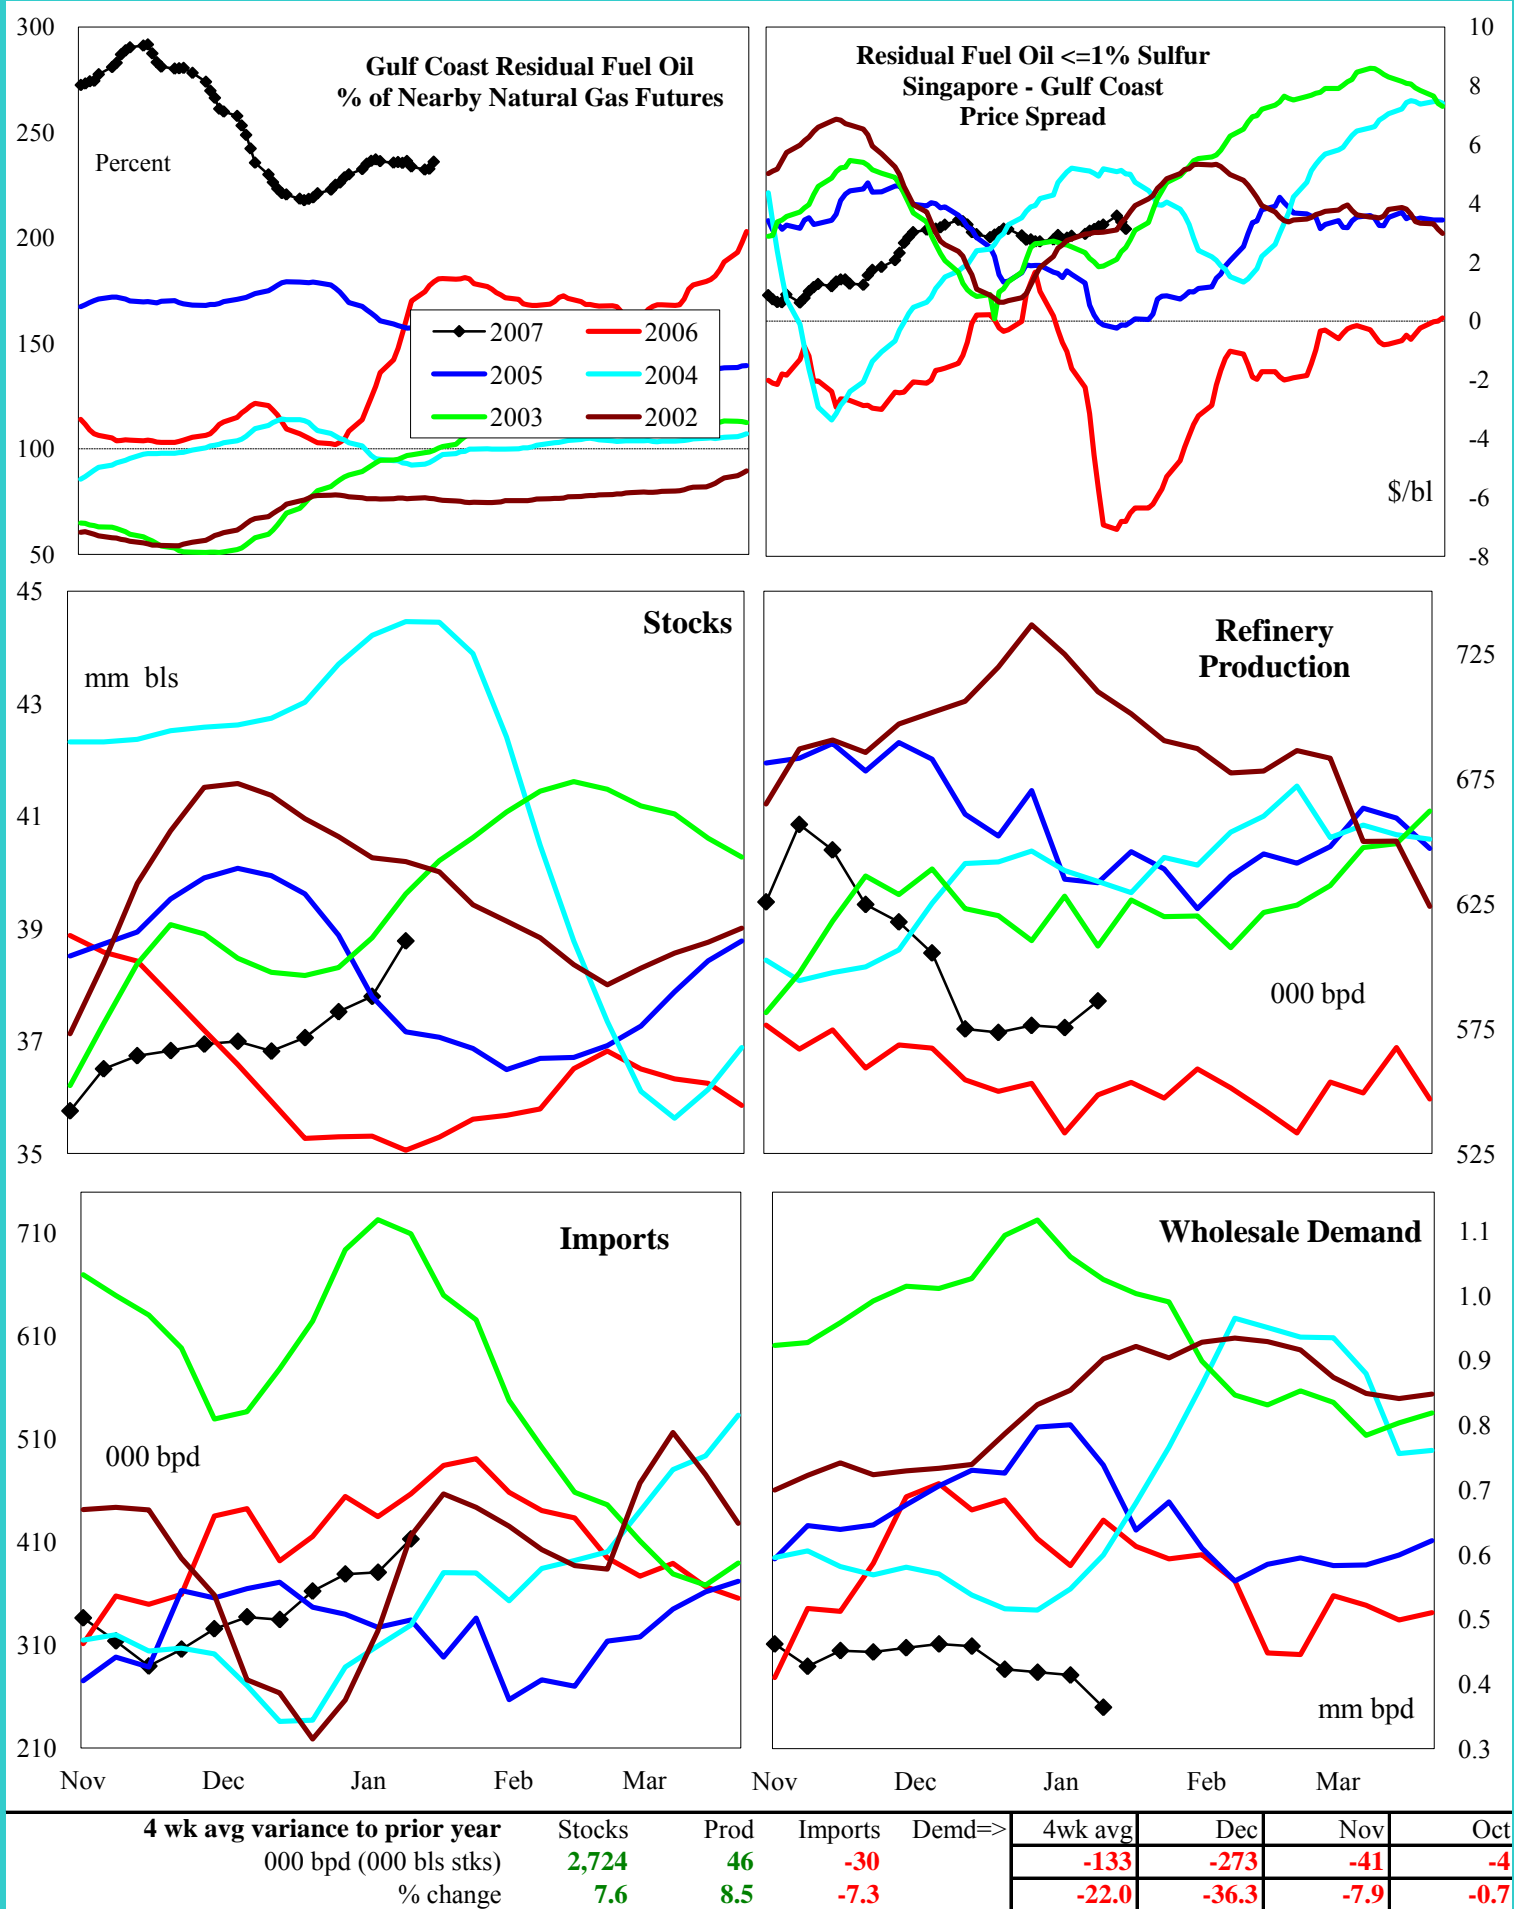 300
250
200
150
100
50
Gulf Coast Residual Fuel Oil
% of Nearby Natural Gas Futures
Percent
2007 2006
2005 2004
2003 2002
Residual Fuel Oil <=1% Sulfur
Singapore - Gulf Coast
Price Spread
$/bl
10
8
6
4
2
0
-2
-4
-6
-8
45
43
41
39
37
35
Stocks
mm bls
Refinery
Production
000 bpd
725
675
625
575
525
710
610
510
410
310
210
Imports
000 bpd
Nov Dec Jan Feb Mar
Wholesale Demand
mm bpd
1.1
1.0
0.9
0.8
0.7
0.6
0.5
0.4
0.3
Nov Dec Jan Feb Mar
4 wk avg variance to prior year Stocks Prod Imports Demd=> 4wk avg Dec Nov Oct
000 bpd (000 bls stks) 2,724 46 -30 -133 -273 -41 -4
% change 7.6 8.5 -7.3 -22.0 -36.3 -7.9 -0.7